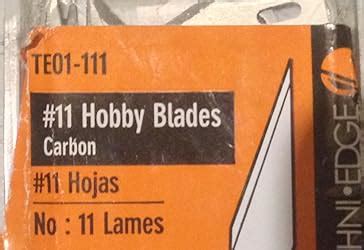 TE01-111
#11 Hobby Blades
Carbon
#11 Hojas
No : 11 Lames
HNI·EDGE